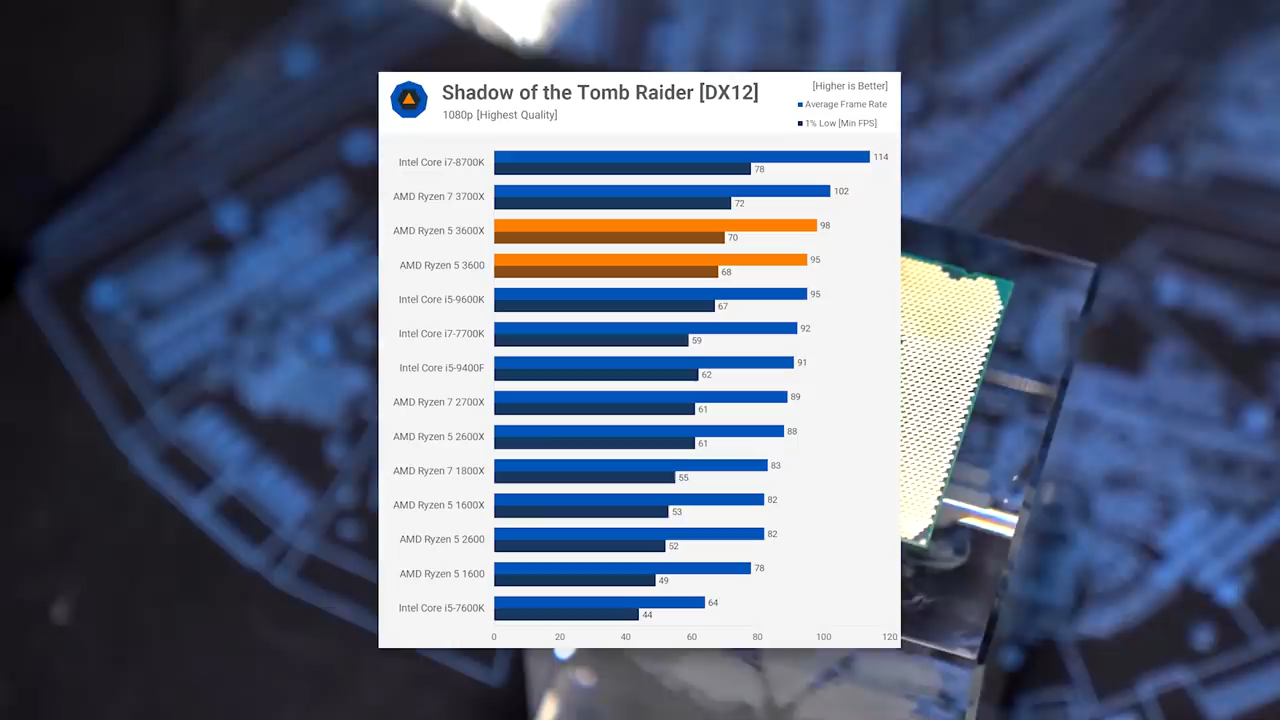 Shadow of the Tomb Raider [DX12]
1080p [Highest Quality]
[Higher is Better]
Average Frame Rate
1% Low [Min FPS]
Intel Core i7-8700K 114
78
AMD Ryzen 7 3700X 102
72
AMD Ryzen 5 3600X 98
70
AMD Ryzen 5 3600 95
68
Intel Core i5-9600K 95
67
Intel Core i7-7700K 92
59
Intel Core i5-9400F 91
62
AMD Ryzen 7 2700X 89
61
AMD Ryzen 5 2600X 88
61
AMD Ryzen 7 1800X 83
55
AMD Ryzen 5 1600X 82
53
AMD Ryzen 5 2600 82
52
AMD Ryzen 5 1600 78
49
Intel Core i5-7600K 64
44
0 20 40 60 80 100 120